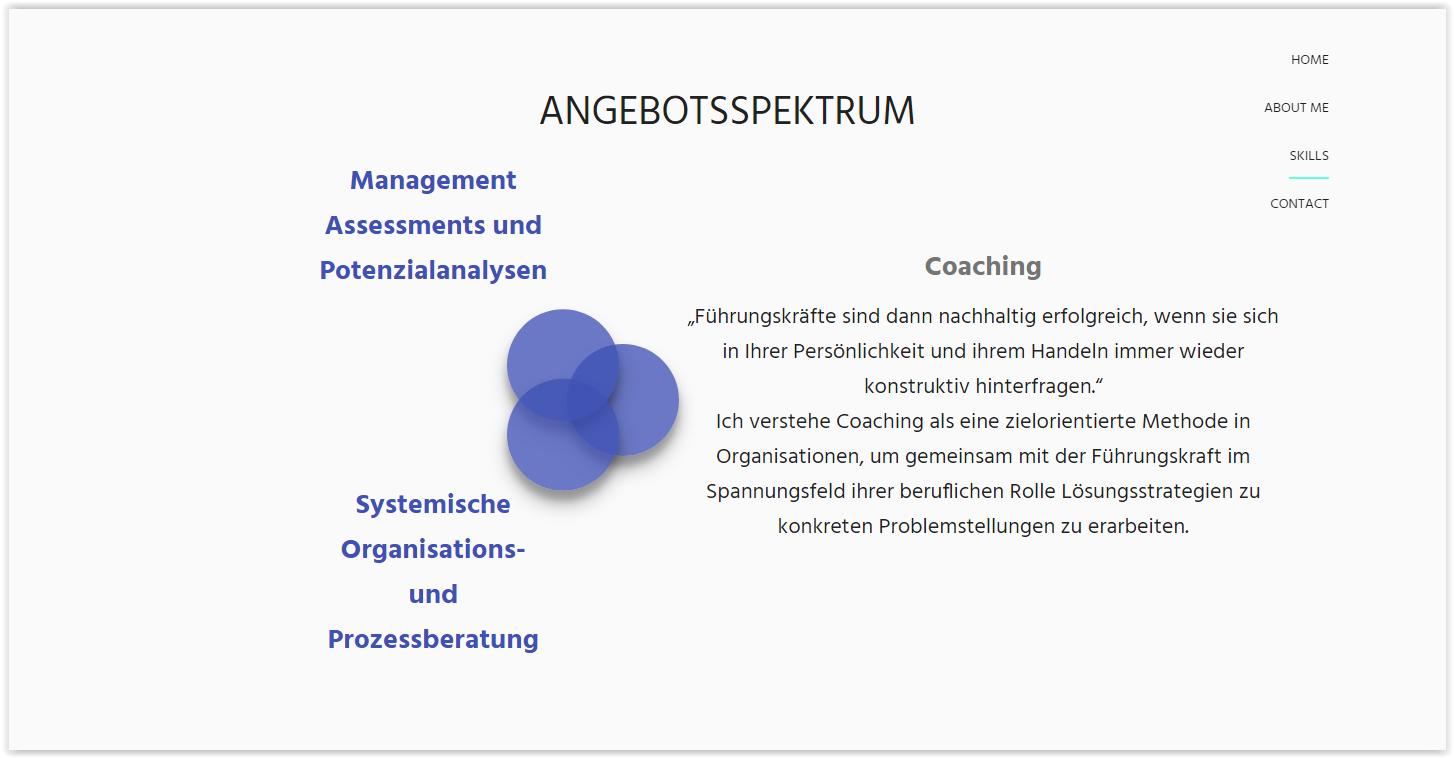 HOME
ABOUT ME
SKILLS
CONTACT
ANGEBOTSSPEKTRUM
Management
Assessments und
Potenzialanalysen
Coaching
„Führungskräfte sind dann nachhaltig erfolgreich, wenn sie sich
in Ihrer Persönlichkeit und ihrem Handeln immer wieder
konstruktiv hinterfragen.“
Ich verstehe Coaching als eine zielorientierte Methode in
Organisationen, um gemeinsam mit der Führungskraft im
Spannungsfeld ihrer beruflichen Rolle Lösungsstrategien zu
konkreten Problemstellungen zu erarbeiten.
Systemische
Organisations-
und
Prozessberatung